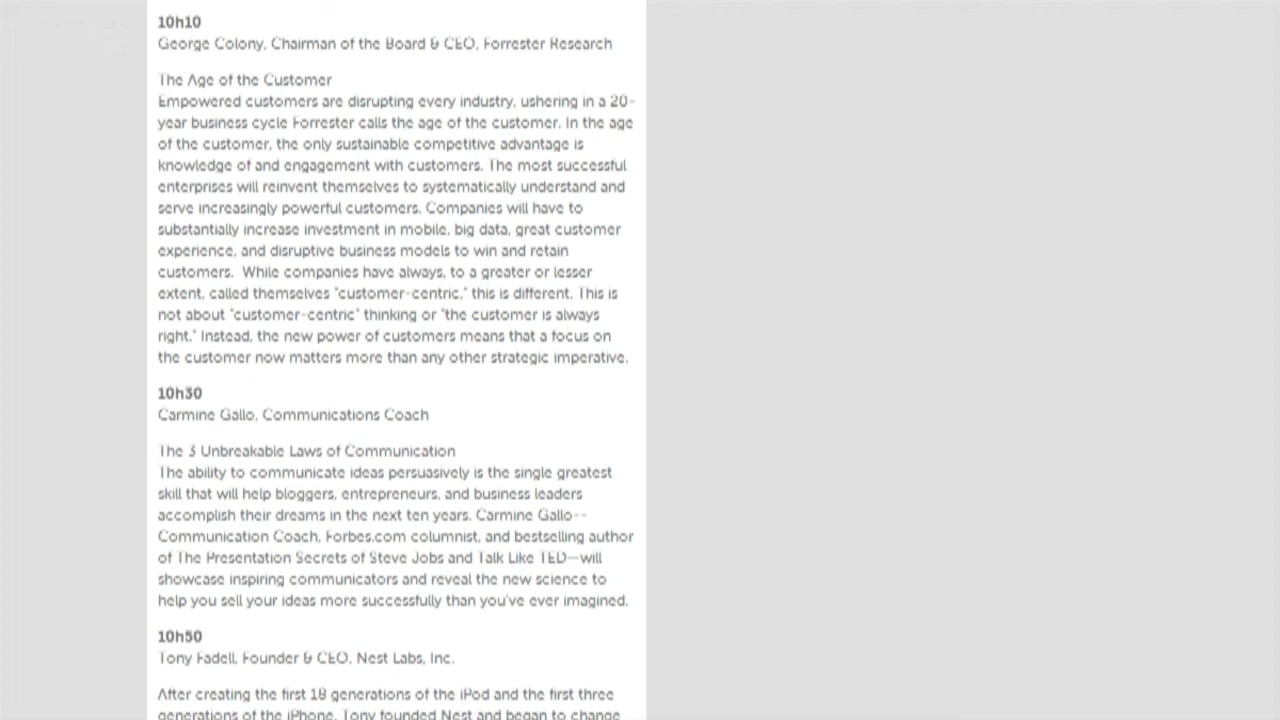 10h10
George Colony, Chairman of the Board & CEO, Forrester Research
The Age of the Customer
Empowered customers are disrupting every industry, ushering in a 20-
year business cycle Forrester calls the age of the customer. In the age
of the customer, the only sustainable competitive advantage is
knowledge of and engagement with customers. The most successful
enterprises will reinvent themselves to systematically understand and
serve increasingly powerful customers. Companies will have to
substantially increase investment in mobile, big data, great customer
experience, and disruptive business models to win and retain
customers.  While companies have always, to a greater or lesser
extent, called themselves "customer-centric," this is different. This is
not about "customer-centric" thinking or "the customer is always
right." Instead, the new power of customers means that a focus on
the customer now matters more than any other strategic imperative.
10h30
Carmine Gallo, Communications Coach
The 3 Unbreakable Laws of Communication
The ability to communicate ideas persuasively is the single greatest
skill that will help bloggers, entrepreneurs, and business leaders
accomplish their dreams in the next ten years. Carmine Gallo--
Communication Coach, Forbes.com columnist, and bestselling author
of The Presentation Secrets of Steve Jobs and Talk Like TED—will
showcase inspiring communicators and reveal the new science to
help you sell your ideas more successfully than you've ever imagined.
10h50
Tony Fadell, Founder & CEO, Nest Labs, Inc.
After creating the first 18 generations of the iPod and the first three
generations of the iPhone, Tony founded Nest and began to change